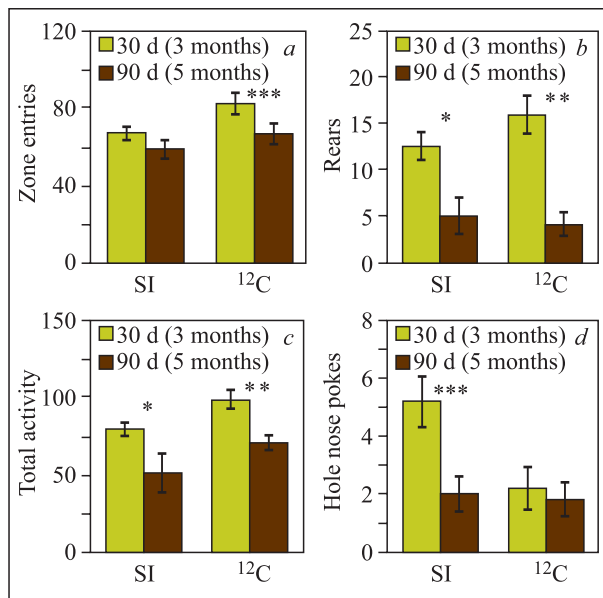 30 d (3 months) a
90 d (5 months)
***
Zone entries
120
80
60
0
SI
¹²C
30 d (3 months) b
90 d (5 months)
*
**
Rears
25
20
15
10
5
0
SI
¹²C
30 d (3 months) c
90 d (5 months)
*
**
Total activity
150
100
50
0
SI
¹²C
30 d (3 months) d
90 d (5 months)
***
Hole nose pokes
8
6
4
2
0
SI
¹²C